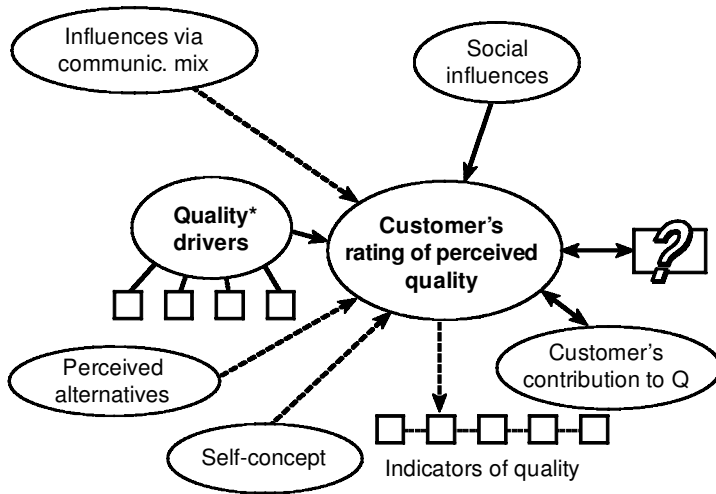 Influences via
communic. mix
Social
influences
Quality*
drivers
Customer's
rating of perceived
quality
?
Perceived
alternatives
Customer's
contribution to Q
Self-concept
Indicators of quality